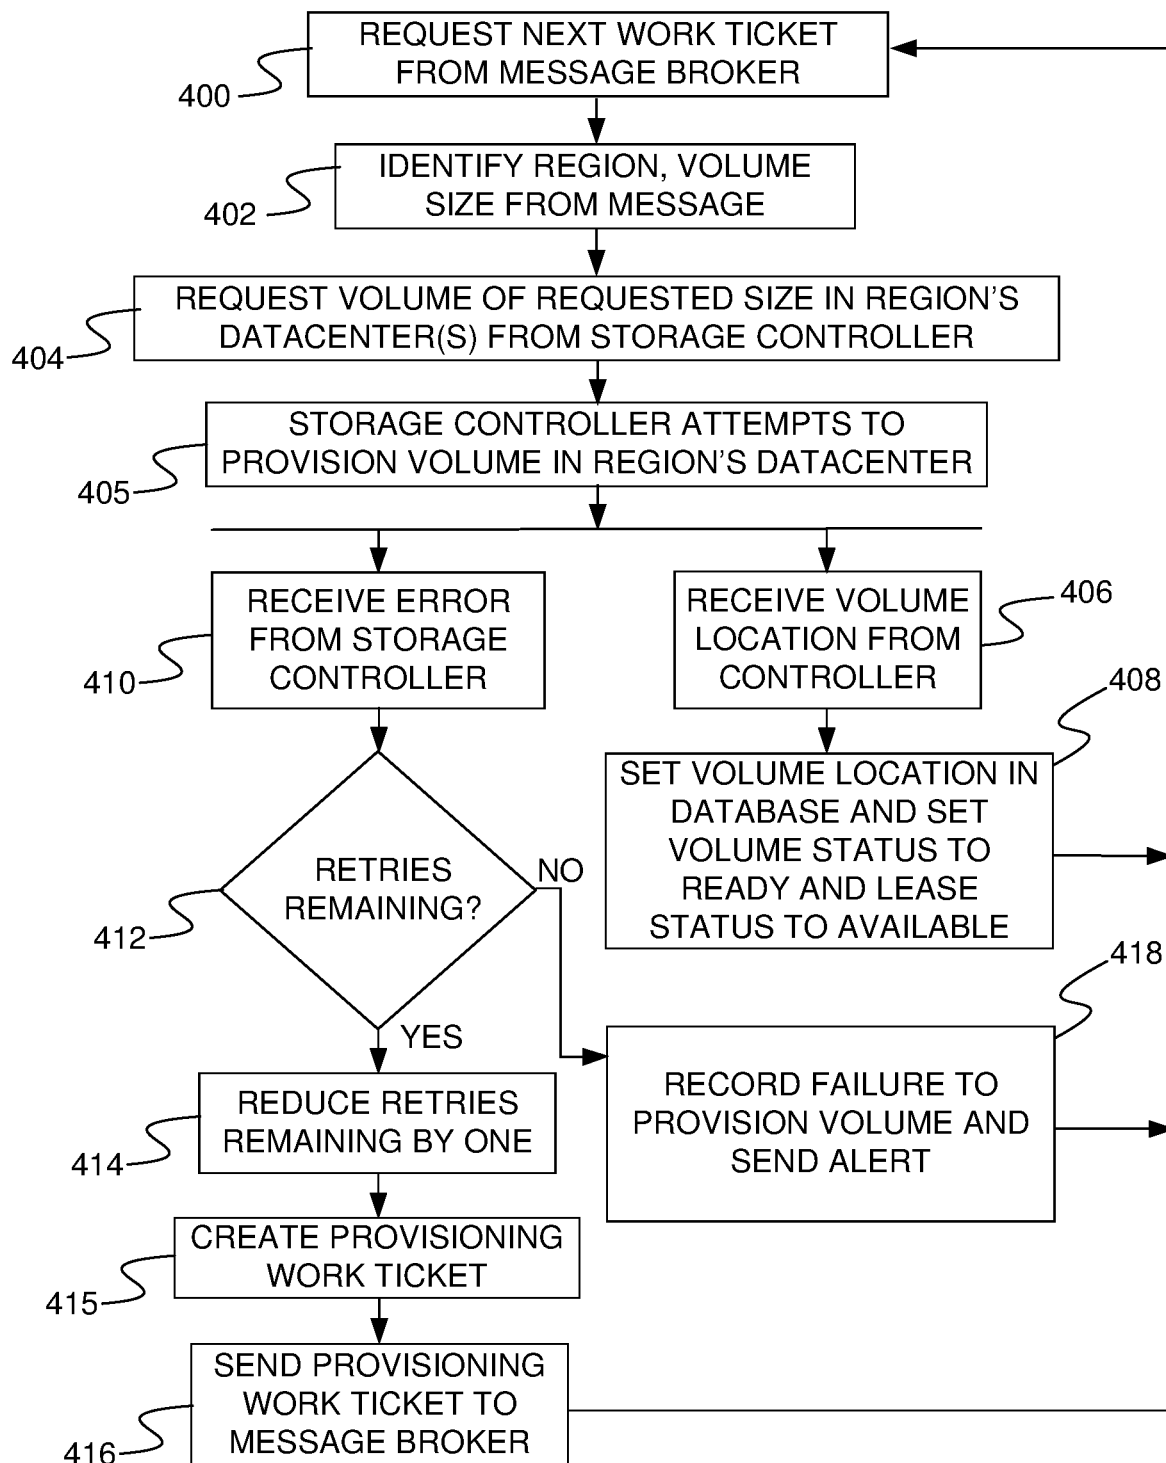 REQUEST NEXT WORK TICKET
FROM MESSAGE BROKER
400
IDENTIFY REGION, VOLUME
SIZE FROM MESSAGE
402
REQUEST VOLUME OF REQUESTED SIZE IN REGION'S
DATACENTER(S) FROM STORAGE CONTROLLER
404
STORAGE CONTROLLER ATTEMPTS TO
PROVISION VOLUME IN REGION'S DATACENTER
405
RECEIVE ERROR
FROM STORAGE
CONTROLLER
410
RECEIVE VOLUME
LOCATION FROM
CONTROLLER
406
408
SET VOLUME LOCATION IN
DATABASE AND SET
VOLUME STATUS TO
READY AND LEASE
STATUS TO AVAILABLE
RETRIES
REMAINING?
NO
412
YES
418
RECORD FAILURE TO
PROVISION VOLUME AND
SEND ALERT
REDUCE RETRIES
REMAINING BY ONE
414
CREATE PROVISIONING
WORK TICKET
415
SEND PROVISIONING
WORK TICKET TO
MESSAGE BROKER
416